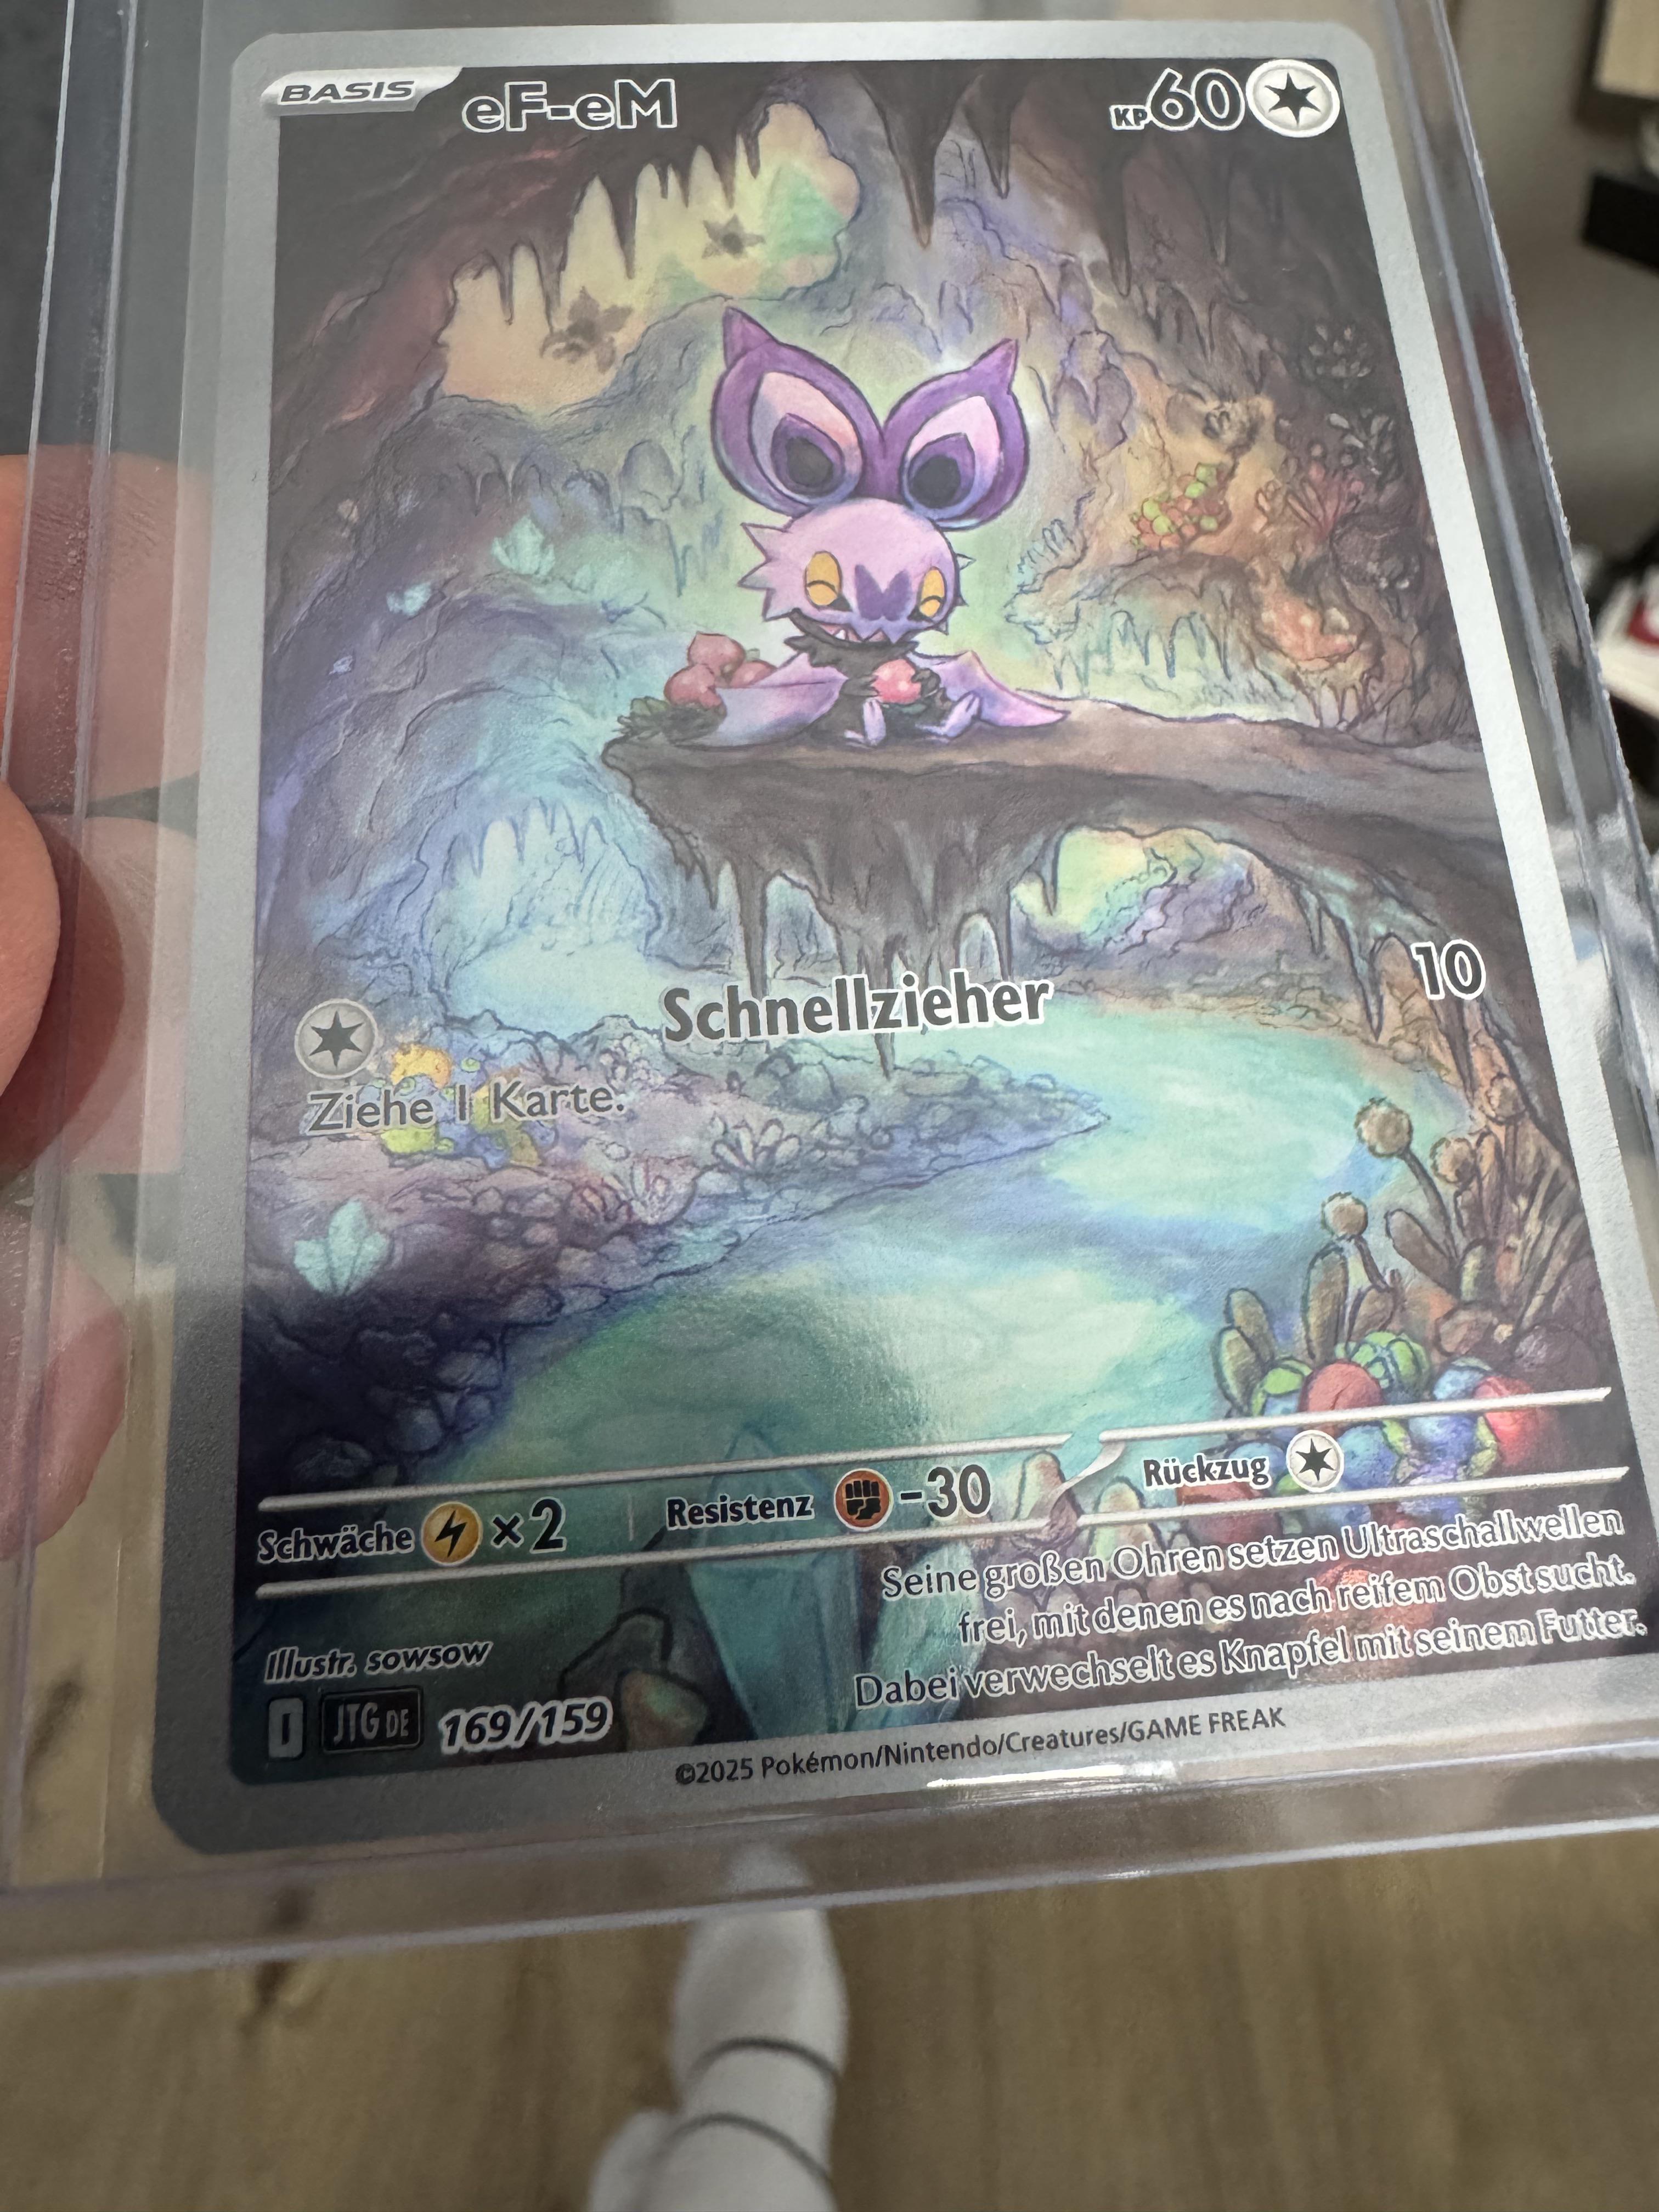 BASIS eF-eM KP 60
Schnellzieher 10
Ziehe 1 Karte.
Schwäche ×2 Resistenz -30 Rückzug
Seine großen Ohren setzen Ultraschallwellen
frei, mit denen es nach reifem Obst sucht.
Dabei verwechselt es Knapfel mit seinem Futter.
Illustr. sowsow
I JTG DE 169/159
©2025 Pokémon/Nintendo/Creatures/GAME FREAK